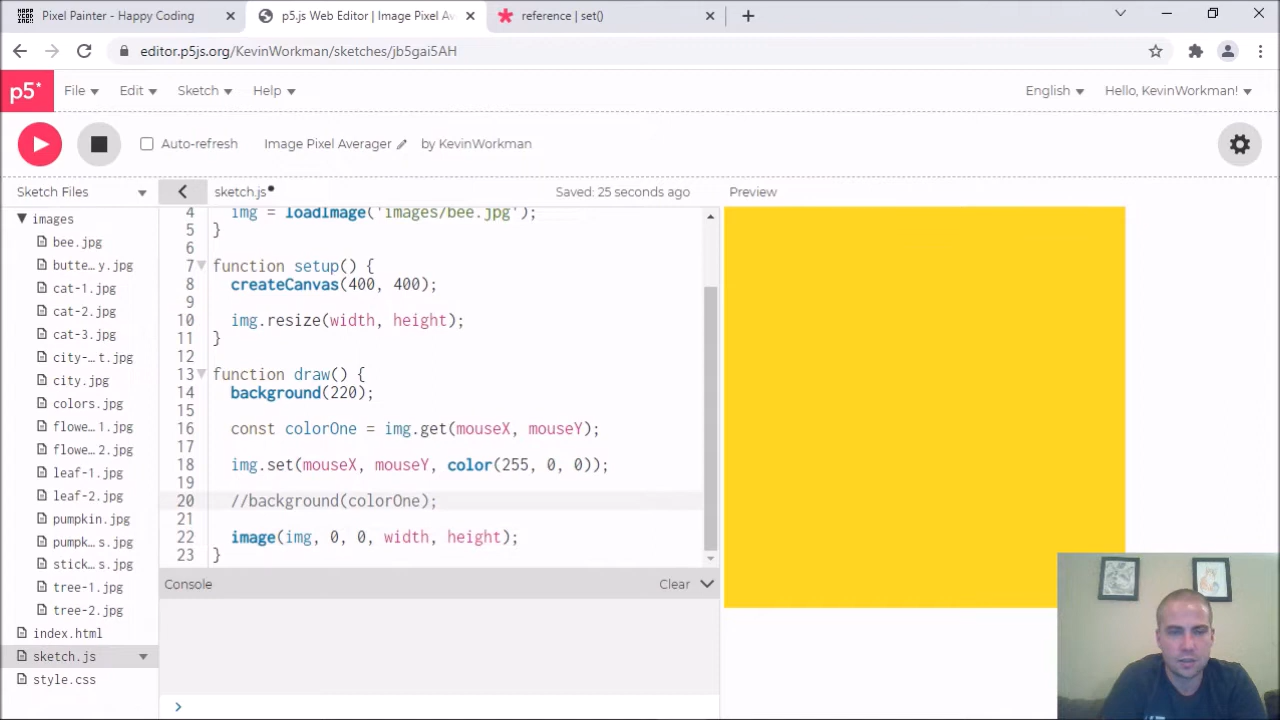 Pixel Painter - Happy Coding
p5.js Web Editor | Image Pixel Av
reference | set()
editor.p5js.org/KevinWorkman/sketches/jb5gai5AH
p5*
File
Edit
Sketch
Help
English
Hello, KevinWorkman!
Auto-refresh
Image Pixel Averager
by KevinWorkman
Sketch Files
sketch.js
Saved: 25 seconds ago
Preview
images
bee.jpg
butte…y.jpg
cat-1.jpg
cat-2.jpg
cat-3.jpg
city-…t.jpg
city.jpg
colors.jpg
flowe…1.jpg
flowe…2.jpg
leaf-1.jpg
leaf-2.jpg
pumpkin.jpg
pumpk…s.jpg
stick…s.jpg
tree-1.jpg
tree-2.jpg
index.html
sketch.js
style.css
4 img = loadImage('images/bee.jpg');
5 }
6
7 function setup() {
8 createCanvas(400, 400);
9
10 img.resize(width, height);
11 }
12
13 function draw() {
14 background(220);
15
16 const colorOne = img.get(mouseX, mouseY);
17
18 img.set(mouseX, mouseY, color(255, 0, 0));
19
20 //background(colorOne);
21
22 image(img, 0, 0, width, height);
23 }
Console
Clear
>